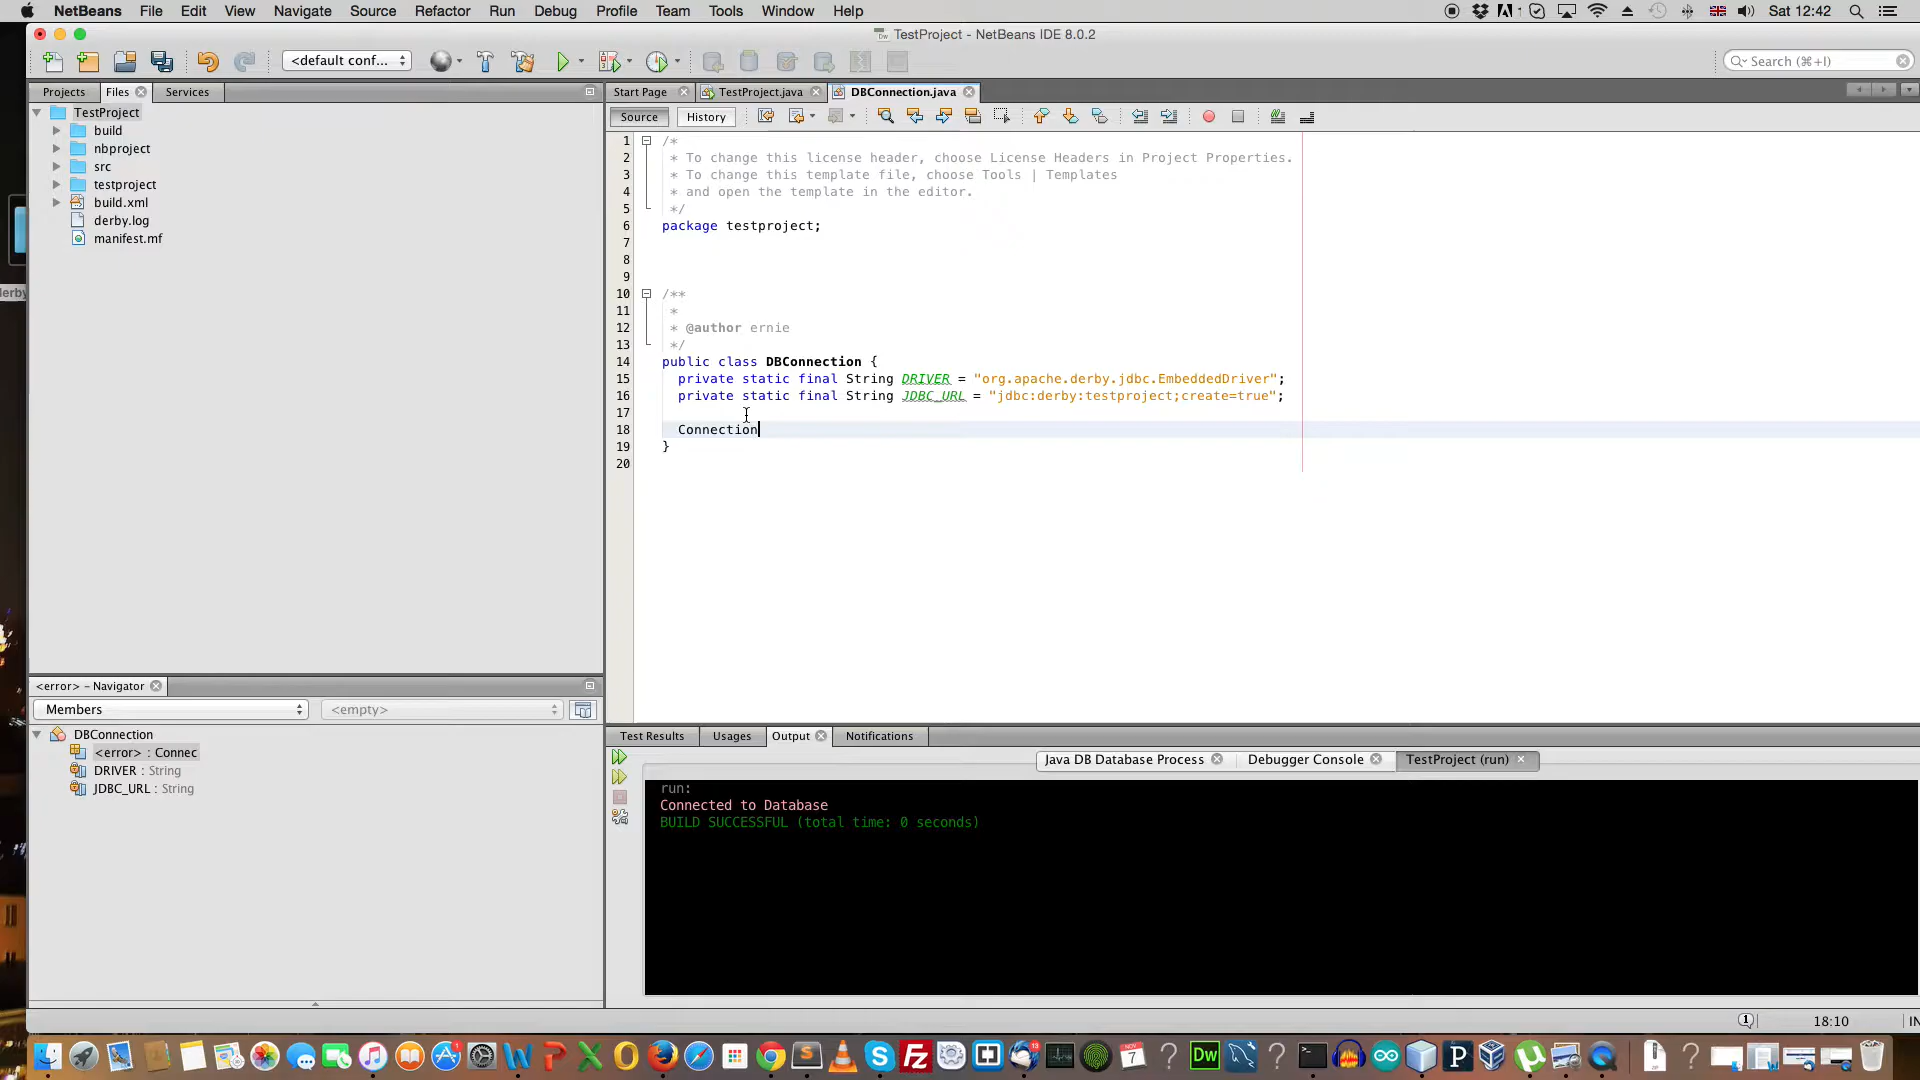 NetBeans File Edit View Navigate Source Refactor Run Debug Profile Team Tools Window Help Sat 12:42
TestProject - NetBeans IDE 8.0.2
<default conf...
Search (⌘+I)
Projects Files Services
Start Page TestProject.java DBConnection.java
Source History
TestProject
build
nbproject
src
testproject
build.xml
derby.log
manifest.mf
derby
1 /*
2 * To change this license header, choose License Headers in Project Properties.
3 * To change this template file, choose Tools | Templates
4 * and open the template in the editor.
5 */
6 package testproject;
7
8
9
10 /**
11 *
12 * @author ernie
13 */
14 public class DBConnection {
15 private static final String DRIVER = "org.apache.derby.jdbc.EmbeddedDriver";
16 private static final String JDBC_URL = "jdbc:derby:testproject;create=true";
17
18 Connection
19 }
20
<error> - Navigator
Members <empty>
DBConnection
<error> : Connec
DRIVER : String
JDBC_URL : String
Test Results Usages Output Notifications
Java DB Database Process Debugger Console TestProject (run)
run:
Connected to Database
BUILD SUCCESSFUL (total time: 0 seconds)
18:10 IN